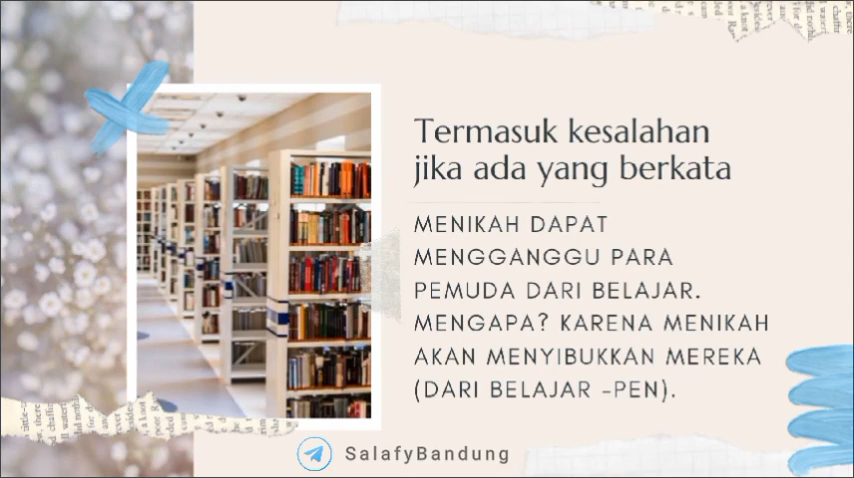 Termasuk kesalahan
jika ada yang berkata
MENIKAH DAPAT
MENGGANGGU PARA
PEMUDA DARI BELAJAR.
MENGAPA? KARENA MENIKAH
AKAN MENYIBUKKAN MEREKA
(DARI BELAJAR -PEN).
SalafyBandung